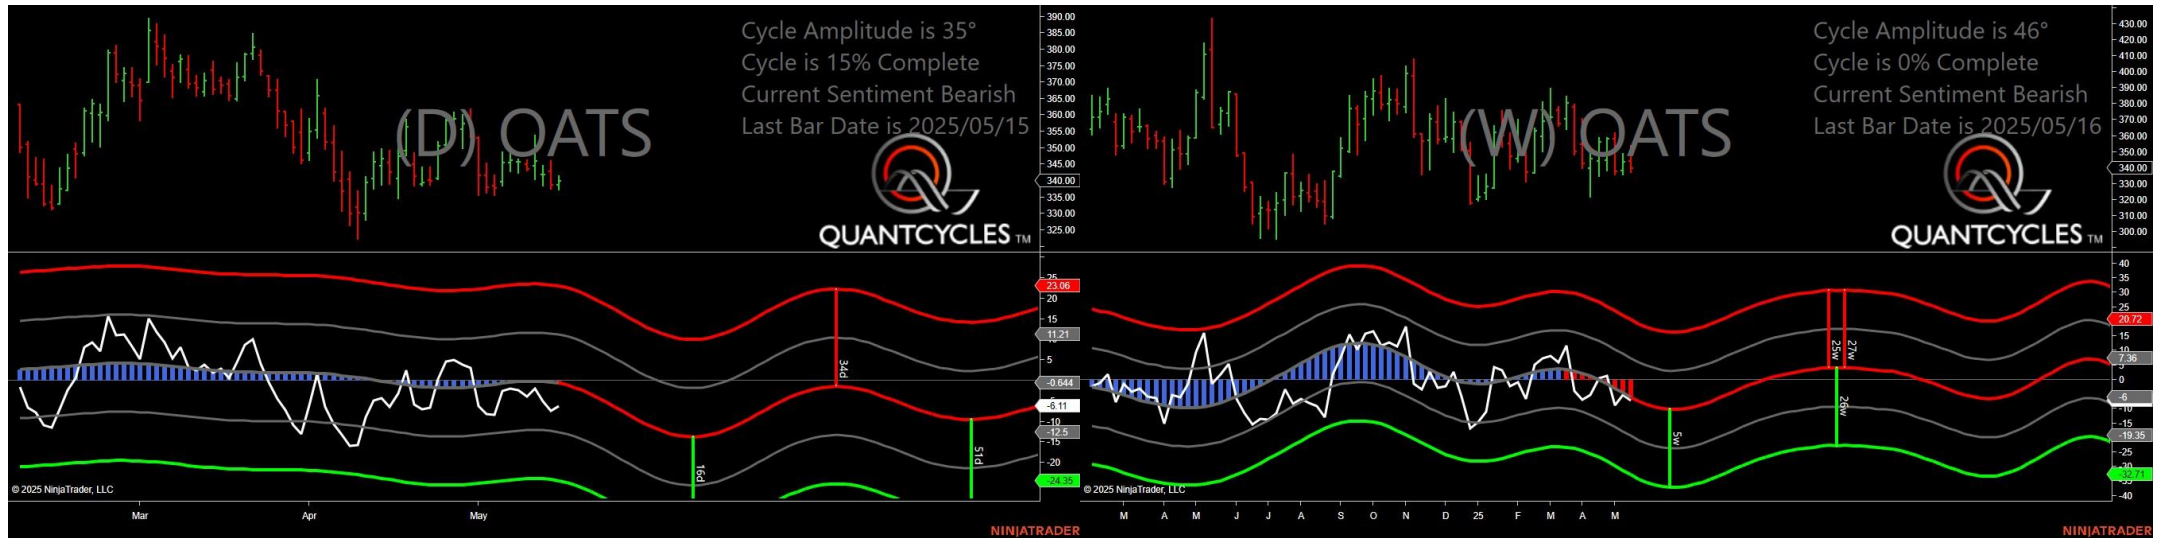 Cycle Amplitude is 35°
Cycle is 15% Complete
Current Sentiment Bearish
Last Bar Date is 2025/05/15
(D) OATS
QUANTCYCLES TM
390.00
385.00
380.00
375.00
370.00
365.00
360.00
355.00
350.00
345.00
340.00
335.00
330.00
325.00
25
23.06
20
15
11.21
5
-0.644
-6.11
-10
-12.5
-15
-20
-24.35
34d
16d
51d
© 2025 NinjaTrader, LLC
Mar
Apr
May
NINJATRADER
Cycle Amplitude is 46°
Cycle is 0% Complete
Current Sentiment Bearish
Last Bar Date is 2025/05/16
(W) OATS
QUANTCYCLES TM
430.00
420.00
410.00
400.00
390.00
380.00
370.00
360.00
350.00
340.00
330.00
320.00
310.00
300.00
40
35
30
25
20.72
15
10
7.36
5
0
-6
-10
-15
-19.35
-25
-30
-32.71
-40
25w
27w
26w
5w
© 2025 NinjaTrader, LLC
M A M J J A S O N D 25 F M A M
NINJATRADER